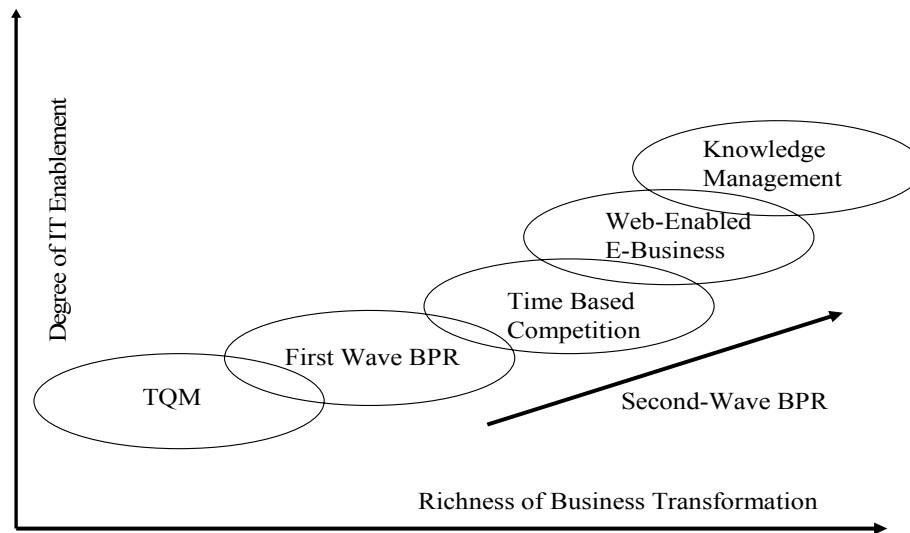 Degree of IT Enablement
Knowledge
Management
Web-Enabled
E-Business
Time Based
Competition
First Wave BPR
TQM
Second-Wave BPR
Richness of Business Transformation